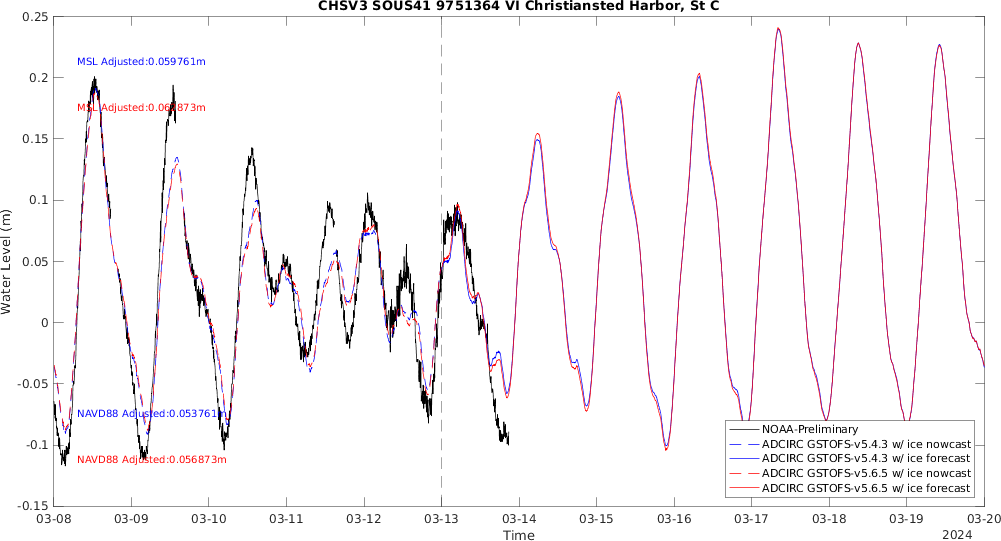 CHSV3 SOUS41 9751364 VI Christiansted Harbor, St C
0.25
0.2
0.15
0.1
0.05
0
-0.05
-0.1
-0.15
Water Level (m)
MSL Adjusted:0.059761m
MSL Adjusted:0.062873m
NAVD88 Adjusted:0.053761m
NAVD88 Adjusted:0.056873m
NOAA-Preliminary
ADCIRC GSTOFS-v5.4.3 w/ ice nowcast
ADCIRC GSTOFS-v5.4.3 w/ ice forecast
ADCIRC GSTOFS-v5.6.5 w/ ice nowcast
ADCIRC GSTOFS-v5.6.5 w/ ice forecast
03-08 03-09 03-10 03-11 03-12 03-13 03-14 03-15 03-16 03-17 03-18 03-19 03-20
Time
2024